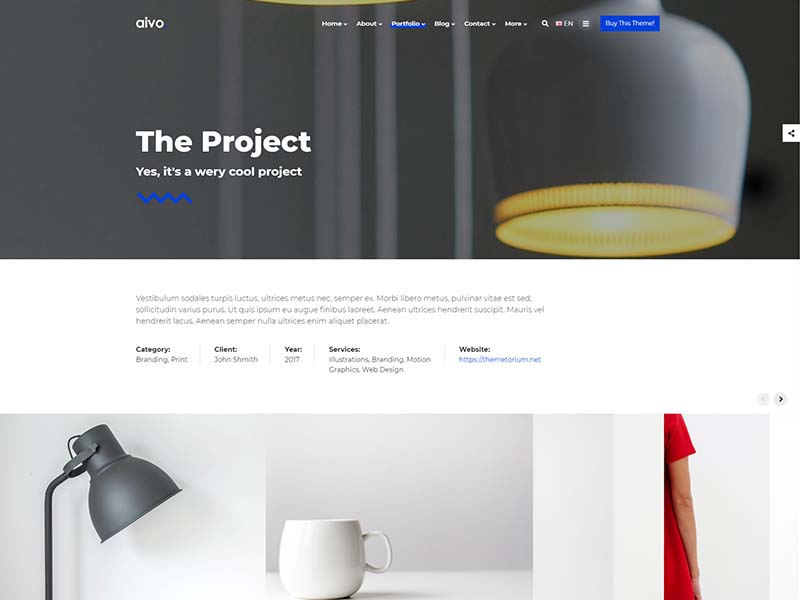 aivo
Home About Portfolio Blog Contact More EN Buy This Theme!
The Project
Yes, it's a wery cool project
Vestibulum sodales turpis luctus, ultrices metus nec, semper ex. Morbi libero metus, pulvinar vitae est sed,
sollicitudin varius purus. Ut quis ipsum eu augue finibus laoreet. Aenean ultrices hendrerit suscipit. Mauris vel
hendrerit lacus. Aenean semper nulla ultrices enim aliquet placerat.
Category: Client: Year: Services: Website:
Branding, Print John Shmith 2017 Illustrations, Branding, Motion https://themetorium.net
Graphics, Web Design